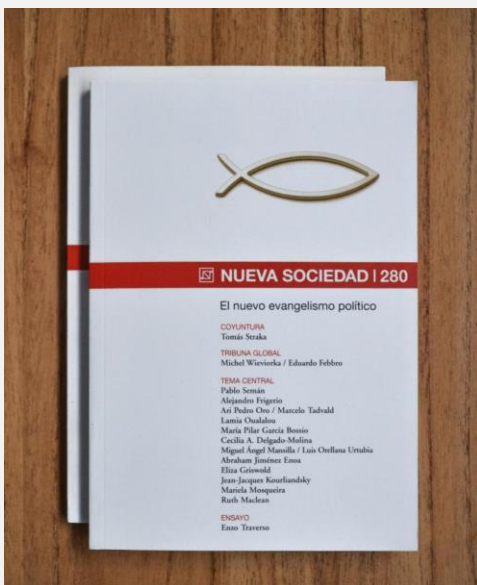 NUEVA SOCIEDAD | 280
El nuevo evangelismo político
COYUNTURA
Tomás Straka
TRIBUNA GLOBAL
Michel Wieviorka / Eduardo Febbro
TEMA CENTRAL
Pablo Semán
Alejandro Frigerio
Ari Pedro Oro / Marcelo Tadvald
Lamia Oualalou
María Pilar García Bossio
Cecilia A. Delgado-Molina
Miguel Ángel Mansilla / Luis Orellana Urtubia
Abraham Jiménez Enoa
Eliza Griswold
Jean-Jacques Kourliandsky
Mariela Mosqueira
Ruth Maclean
ENSAYO
Enzo Traverso